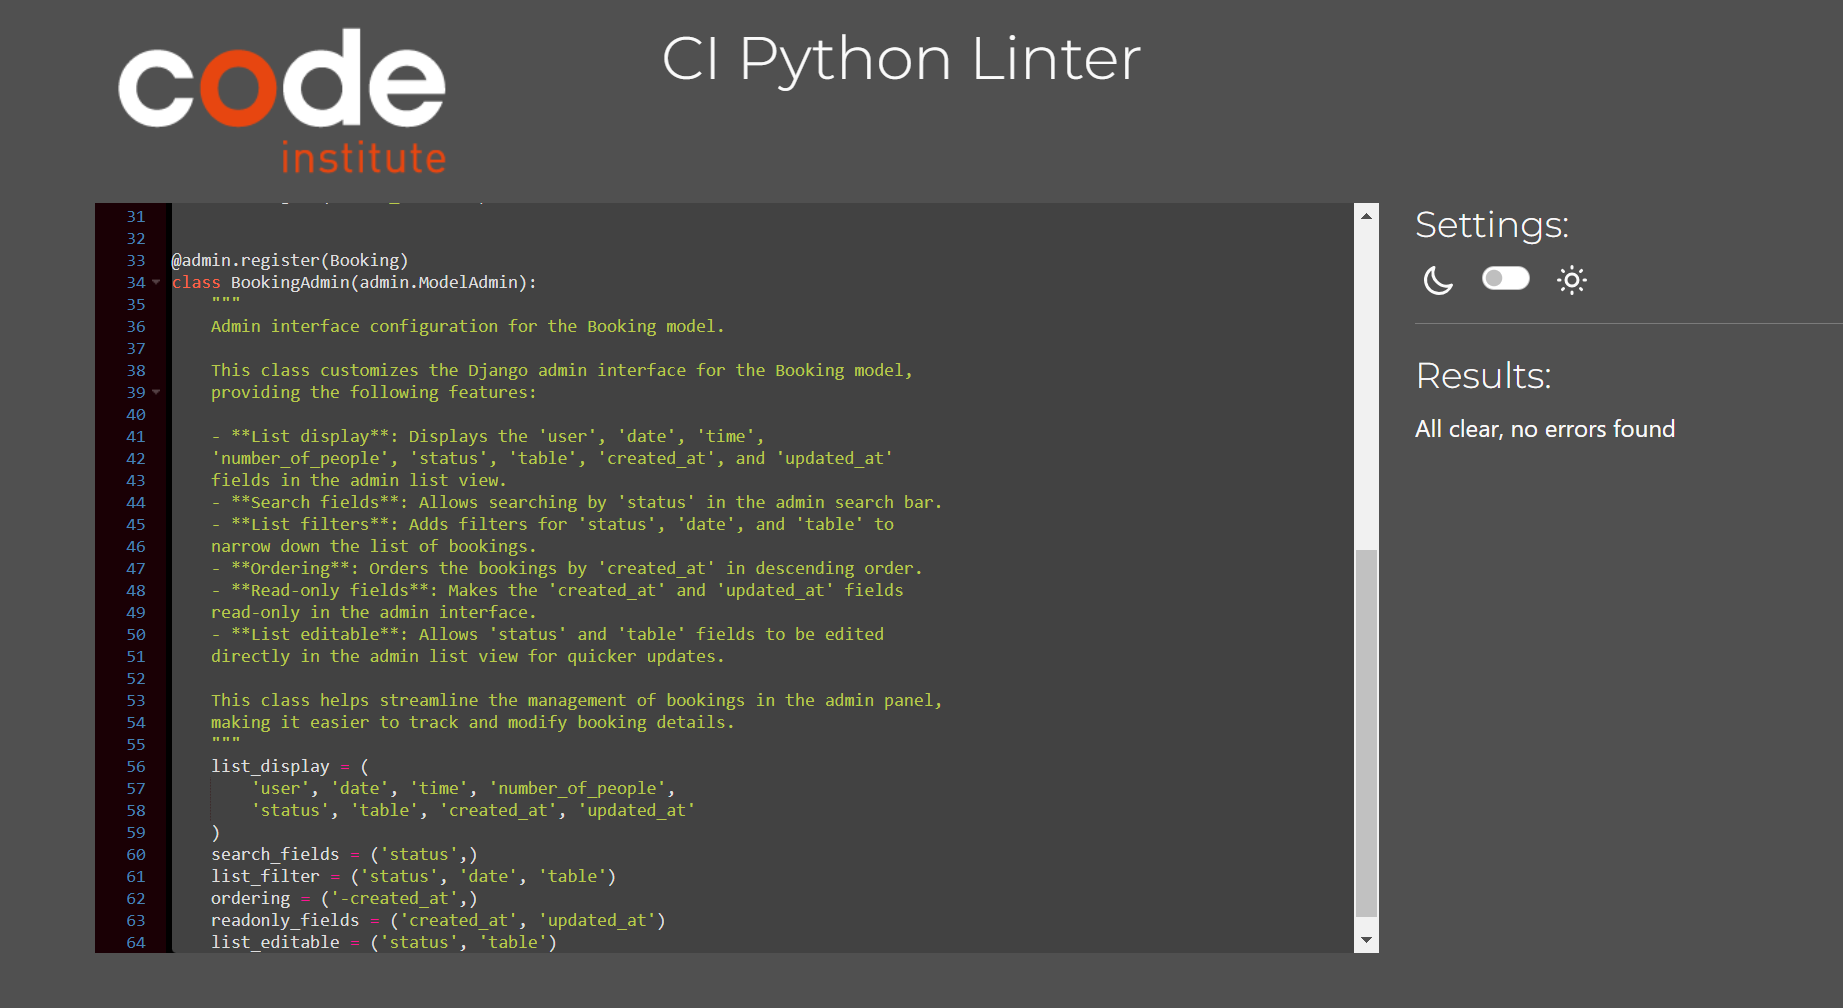 code
institute
CI Python Linter
31
32
33 @admin.register(Booking)
34 class BookingAdmin(admin.ModelAdmin):
35     """
36     Admin interface configuration for the Booking model.
37
38     This class customizes the Django admin interface for the Booking model,
39     providing the following features:
40
41     - **List display**: Displays the 'user', 'date', 'time',
42     'number_of_people', 'status', 'table', 'created_at', and 'updated_at'
43     fields in the admin list view.
44     - **Search fields**: Allows searching by 'status' in the admin search bar.
45     - **List filters**: Adds filters for 'status', 'date', and 'table' to
46     narrow down the list of bookings.
47     - **Ordering**: Orders the bookings by 'created_at' in descending order.
48     - **Read-only fields**: Makes the 'created_at' and 'updated_at' fields
49     read-only in the admin interface.
50     - **List editable**: Allows 'status' and 'table' fields to be edited
51     directly in the admin list view for quicker updates.
52
53     This class helps streamline the management of bookings in the admin panel,
54     making it easier to track and modify booking details.
55     """
56     list_display = (
57         'user', 'date', 'time', 'number_of_people',
58         'status', 'table', 'created_at', 'updated_at'
59     )
60     search_fields = ('status',)
61     list_filter = ('status', 'date', 'table')
62     ordering = ('-created_at',)
63     readonly_fields = ('created_at', 'updated_at')
64     list_editable = ('status', 'table')
Settings:
Results:
All clear, no errors found